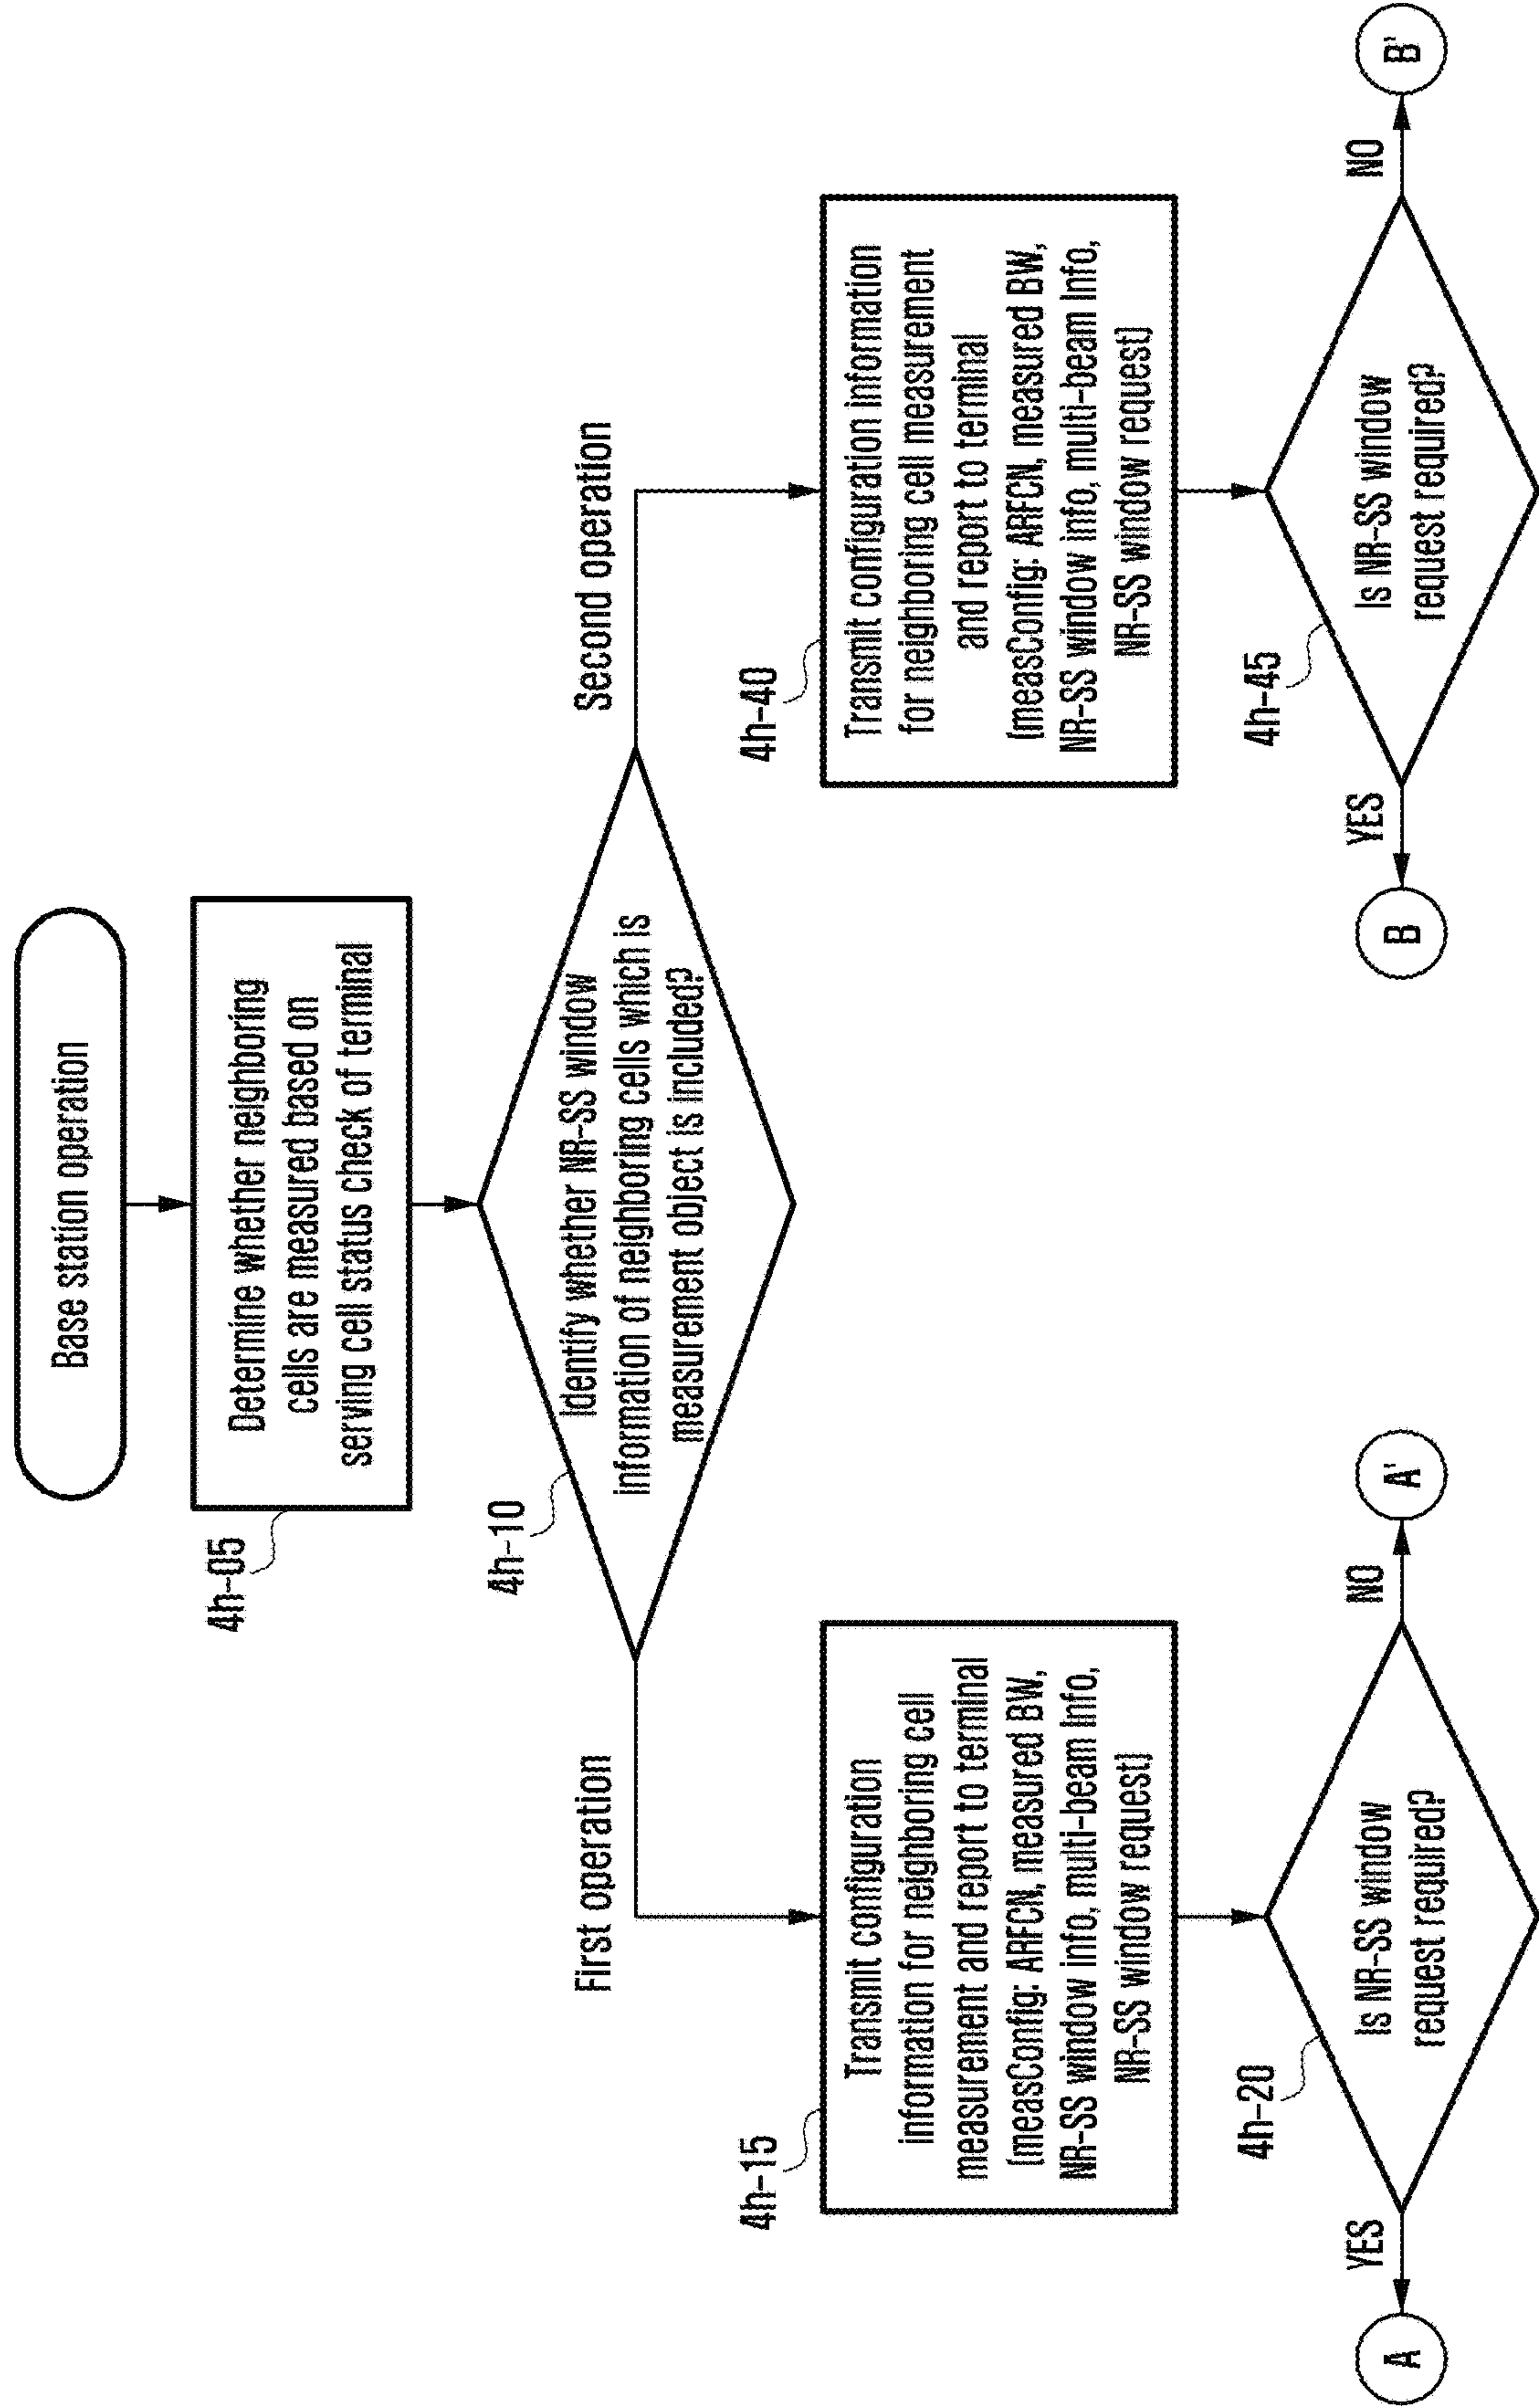 Base station operation
4h-05
Determine whether neighboring
cells are measured based on
serving cell status check of terminal
4h-10
Identify whether NR-SS window
information of neighboring cells which is
measurement object is included?
First operation
Second operation
4h-15
Transmit configuration
information for neighboring cell
measurement and report to terminal
(measConfig: ARFCN, measured BW,
NR-SS window info, multi-beam Info,
NR-SS window request)
4h-40
Transmit configuration information
for neighboring cell measurement
and report to terminal
(measConfig: ARFCN, measured BW,
NR-SS window info, multi-beam Info,
NR-SS window request)
4h-20
Is NR-SS window
request required?
YES
A
NO
A'
4h-45
Is NR-SS window
request required?
YES
B
NO
B'